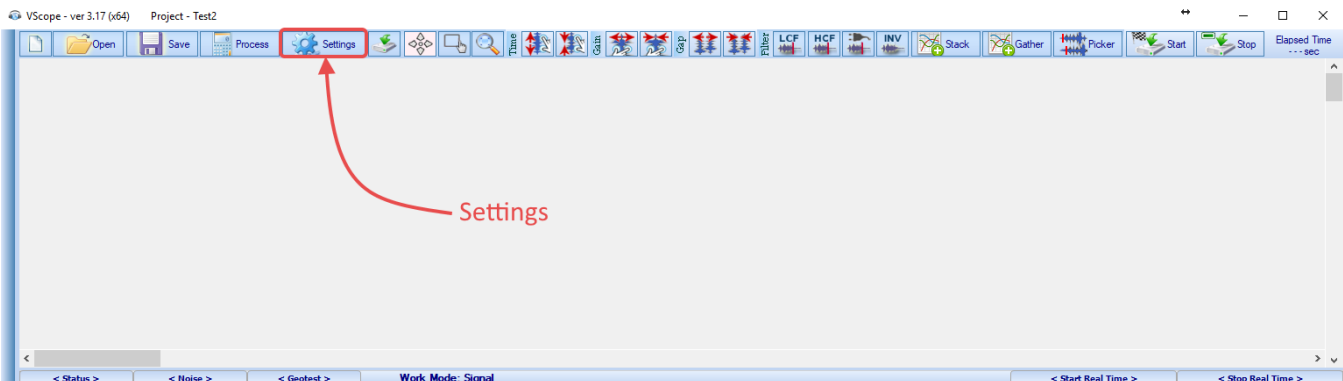 VScope - ver 3.17 (x64) Project - Test2
Open Save Process Settings Time Gain Gap Filter LCF HCF INV Stack Gather Picker Start Stop Elapsed Time
- - - sec
Settings
< Status > < Noise > < Geotest > Work Mode: Signal < Start Real Time > < Stop Real Time >